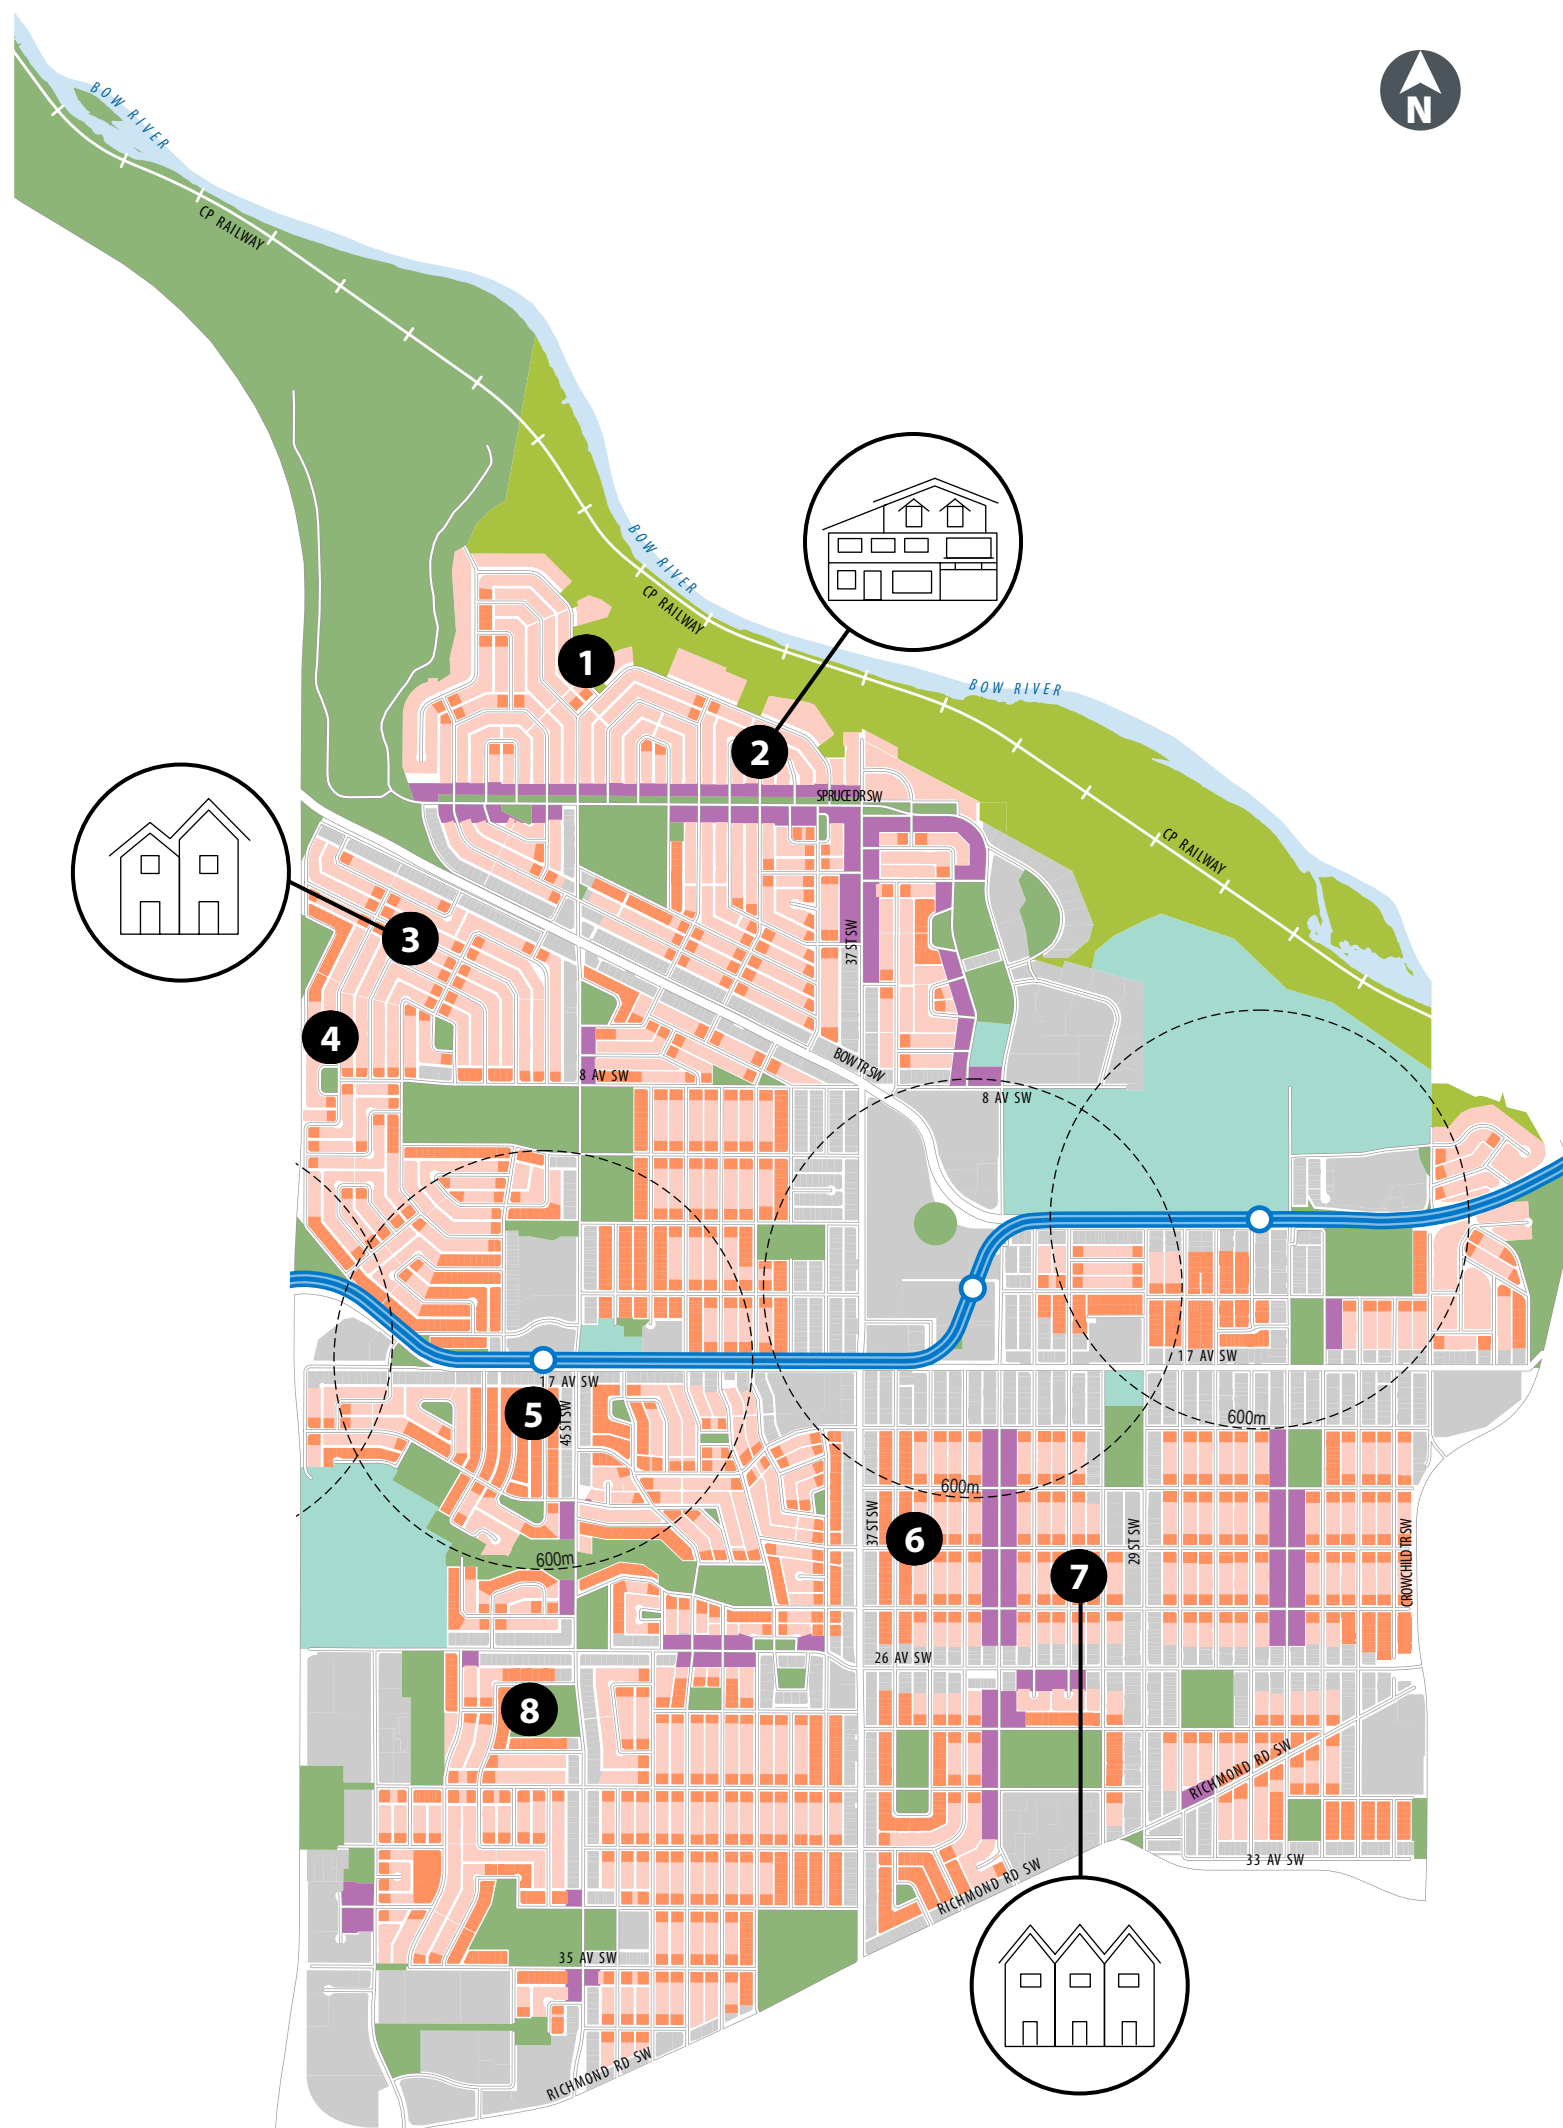 N
BOW RIVER
CP RAILWAY
BOW RIVER
CP RAILWAY
1
BOW RIVER
2
SPRUCE DR SW
CP RAILWAY
3
37 ST SW
4
BOW TR SW
8 AV SW
8 AV SW
17 AV SW
17 AV SW
5
45 ST SW
600m
600m
600m
37 ST SW
6
29 ST SW
7
CROWCHILD TR SW
26 AV SW
8
RICHMOND RD SW
33 AV SW
RICHMOND RD SW
35 AV SW
RICHMOND RD SW